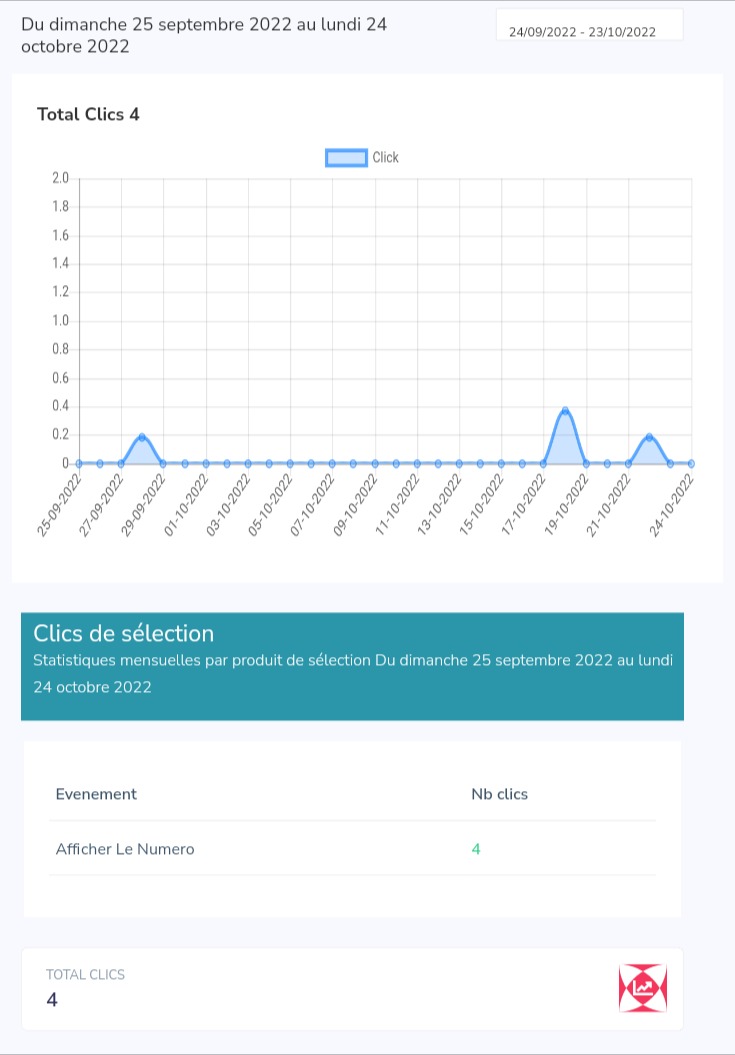 Du dimanche 25 septembre 2022 au lundi 24
octobre 2022
24/09/2022 - 23/10/2022
Total Clics 4
Click
2.0
1.8
1.6
1.4
1.2
1.0
0.8
0.6
0.4
0.2
0
25-09-2022
27-09-2022
29-09-2022
01-10-2022
03-10-2022
05-10-2022
07-10-2022
09-10-2022
11-10-2022
13-10-2022
15-10-2022
17-10-2022
19-10-2022
21-10-2022
24-10-2022
Clics de sélection
Statistiques mensuelles par produit de sélection Du dimanche 25 septembre 2022 au lundi
24 octobre 2022
Evenement Nb clics
Afficher Le Numero 4
TOTAL CLICS
4